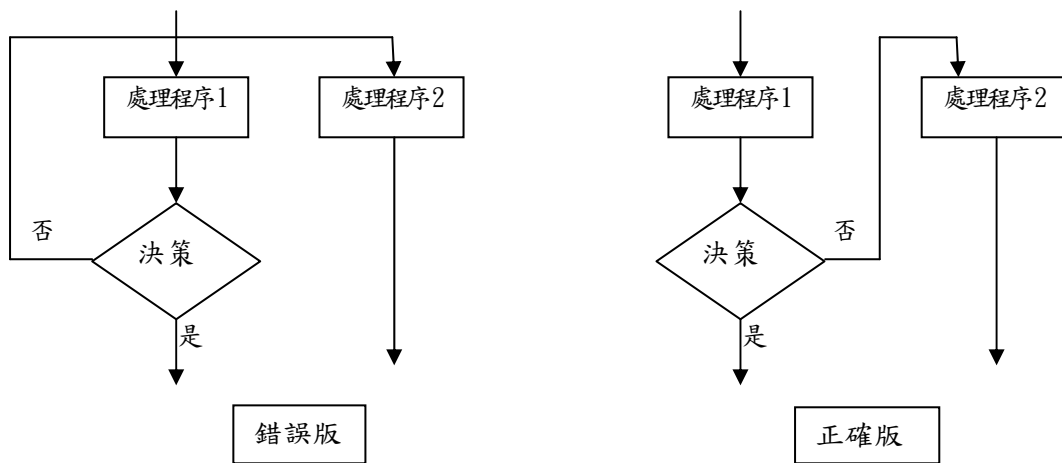 處理程序1
處理程序2
否
決策
是
錯誤版
處理程序1
處理程序2
否
決策
是
正確版